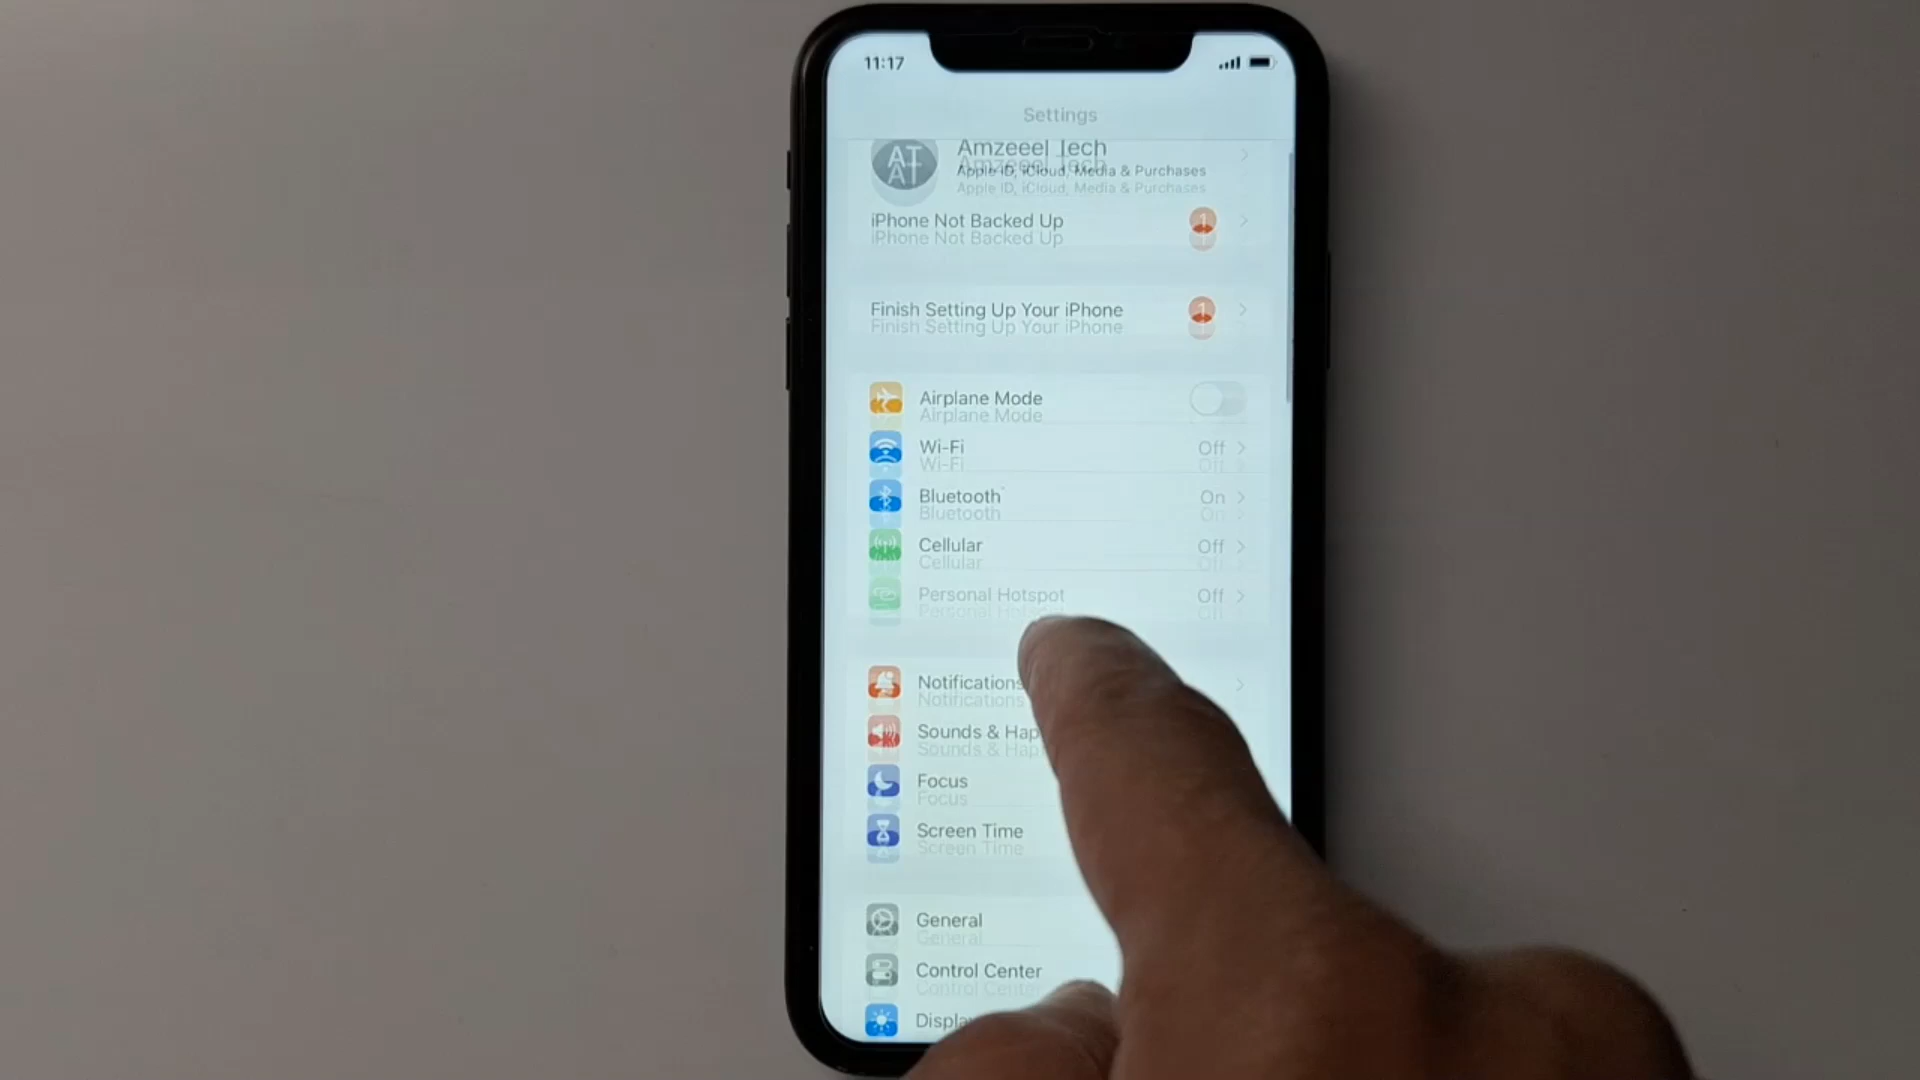 11:17
Settings
AT
Amzeeel Tech
Apple ID, iCloud, Media & Purchases
iPhone Not Backed Up 1
Finish Setting Up Your iPhone 1
Airplane Mode
Wi-Fi Off
Bluetooth On
Cellular Off
Personal Hotspot Off
Notifications
Sounds & Hap
Focus
Screen Time
General
Control Center
Displa